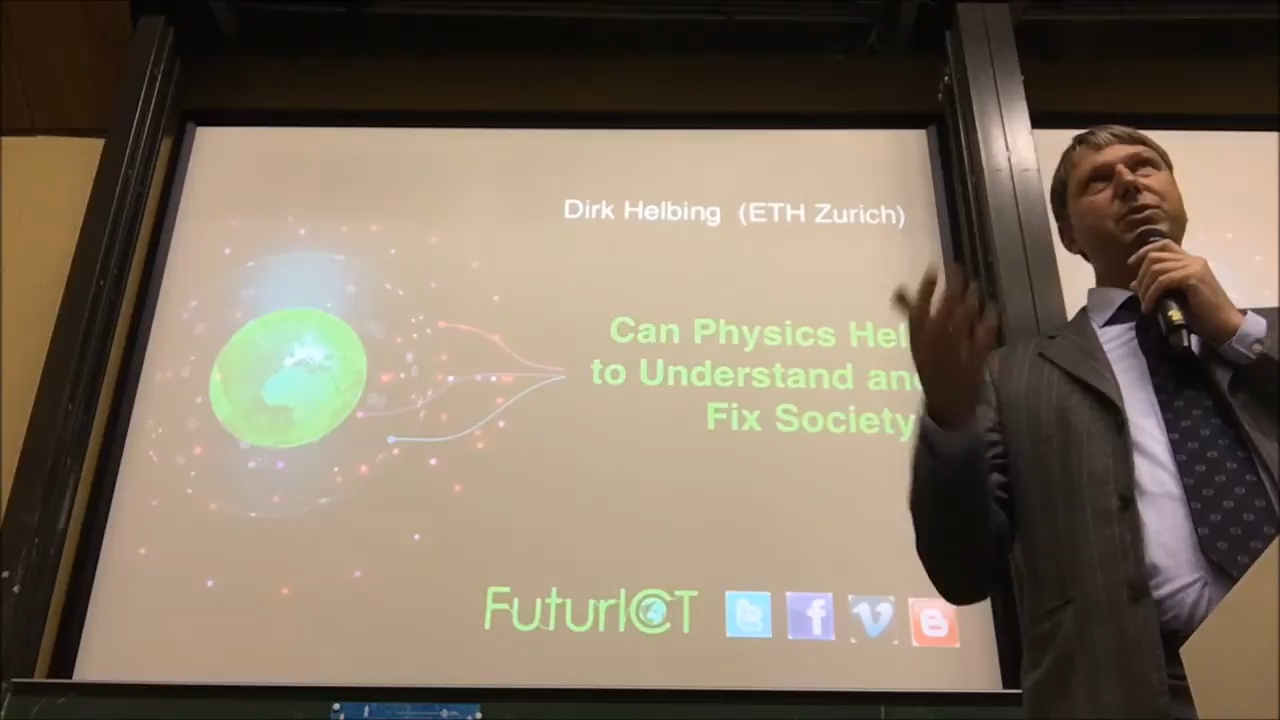 Dirk Helbing (ETH Zurich)
Can Physics Hel
to Understand and
Fix Society
FuturICT